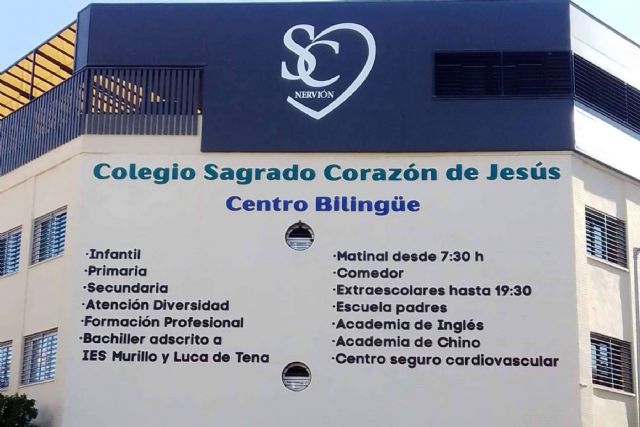 SC
NERVIÓN
Colegio Sagrado Corazón de Jesús
Centro Bilingüe
·Infantil
·Primaria
·Secundaria
·Atención Diversidad
·Formación Profesional
·Bachiller adscrito a
IES Murillo y Luca de Tena
·Matinal desde 7:30 h
·Comedor
·Extraescolares hasta 19:30
·Escuela padres
·Academia de Inglés
·Academia de Chino
·Centro seguro cardiovascular